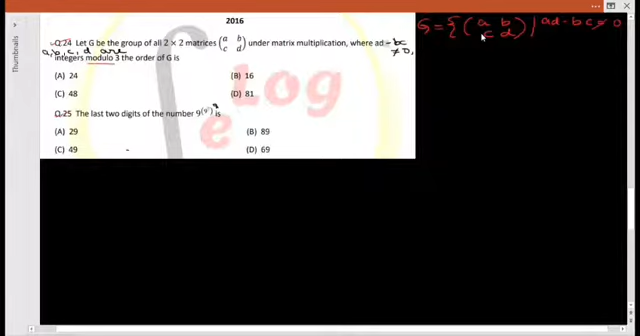 Thumbnails
2016
Q.24 Let G be the group of all 2 × 2 matrices ( a b c d ) under matrix multiplication, where ad - bc ≠ 0,
a, b, c, d are
integers modulo 3 the order of G is
(A) 24 (B) 16
(C) 48 (D) 81
Q.25 The last two digits of the number 9^(9^9) is
(A) 29 (B) 89
(C) 49 (D) 69
eLog
G = { ( a b c d ) | ad - bc ≠ 0